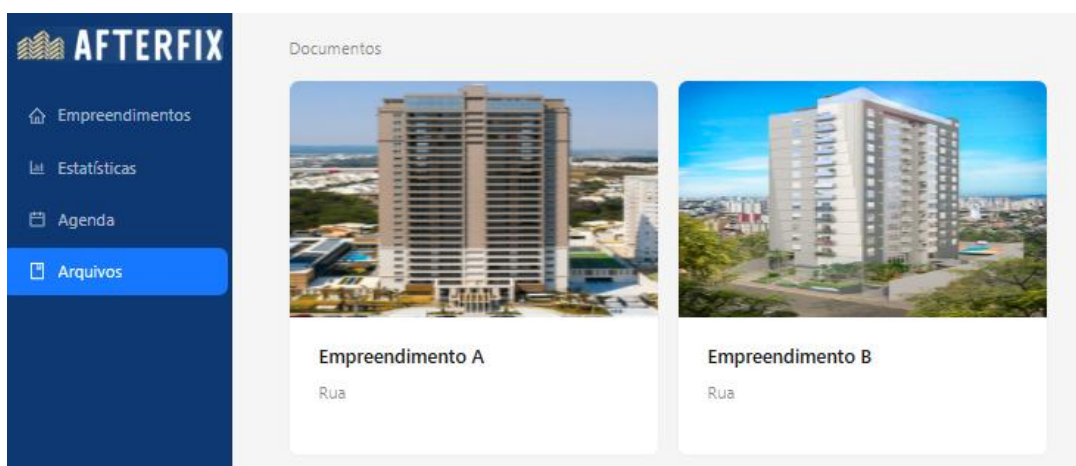 AFTERFIX
Empreendimentos
Estatísticas
Agenda
Arquivos
Documentos
Empreendimento A
Rua
Empreendimento B
Rua